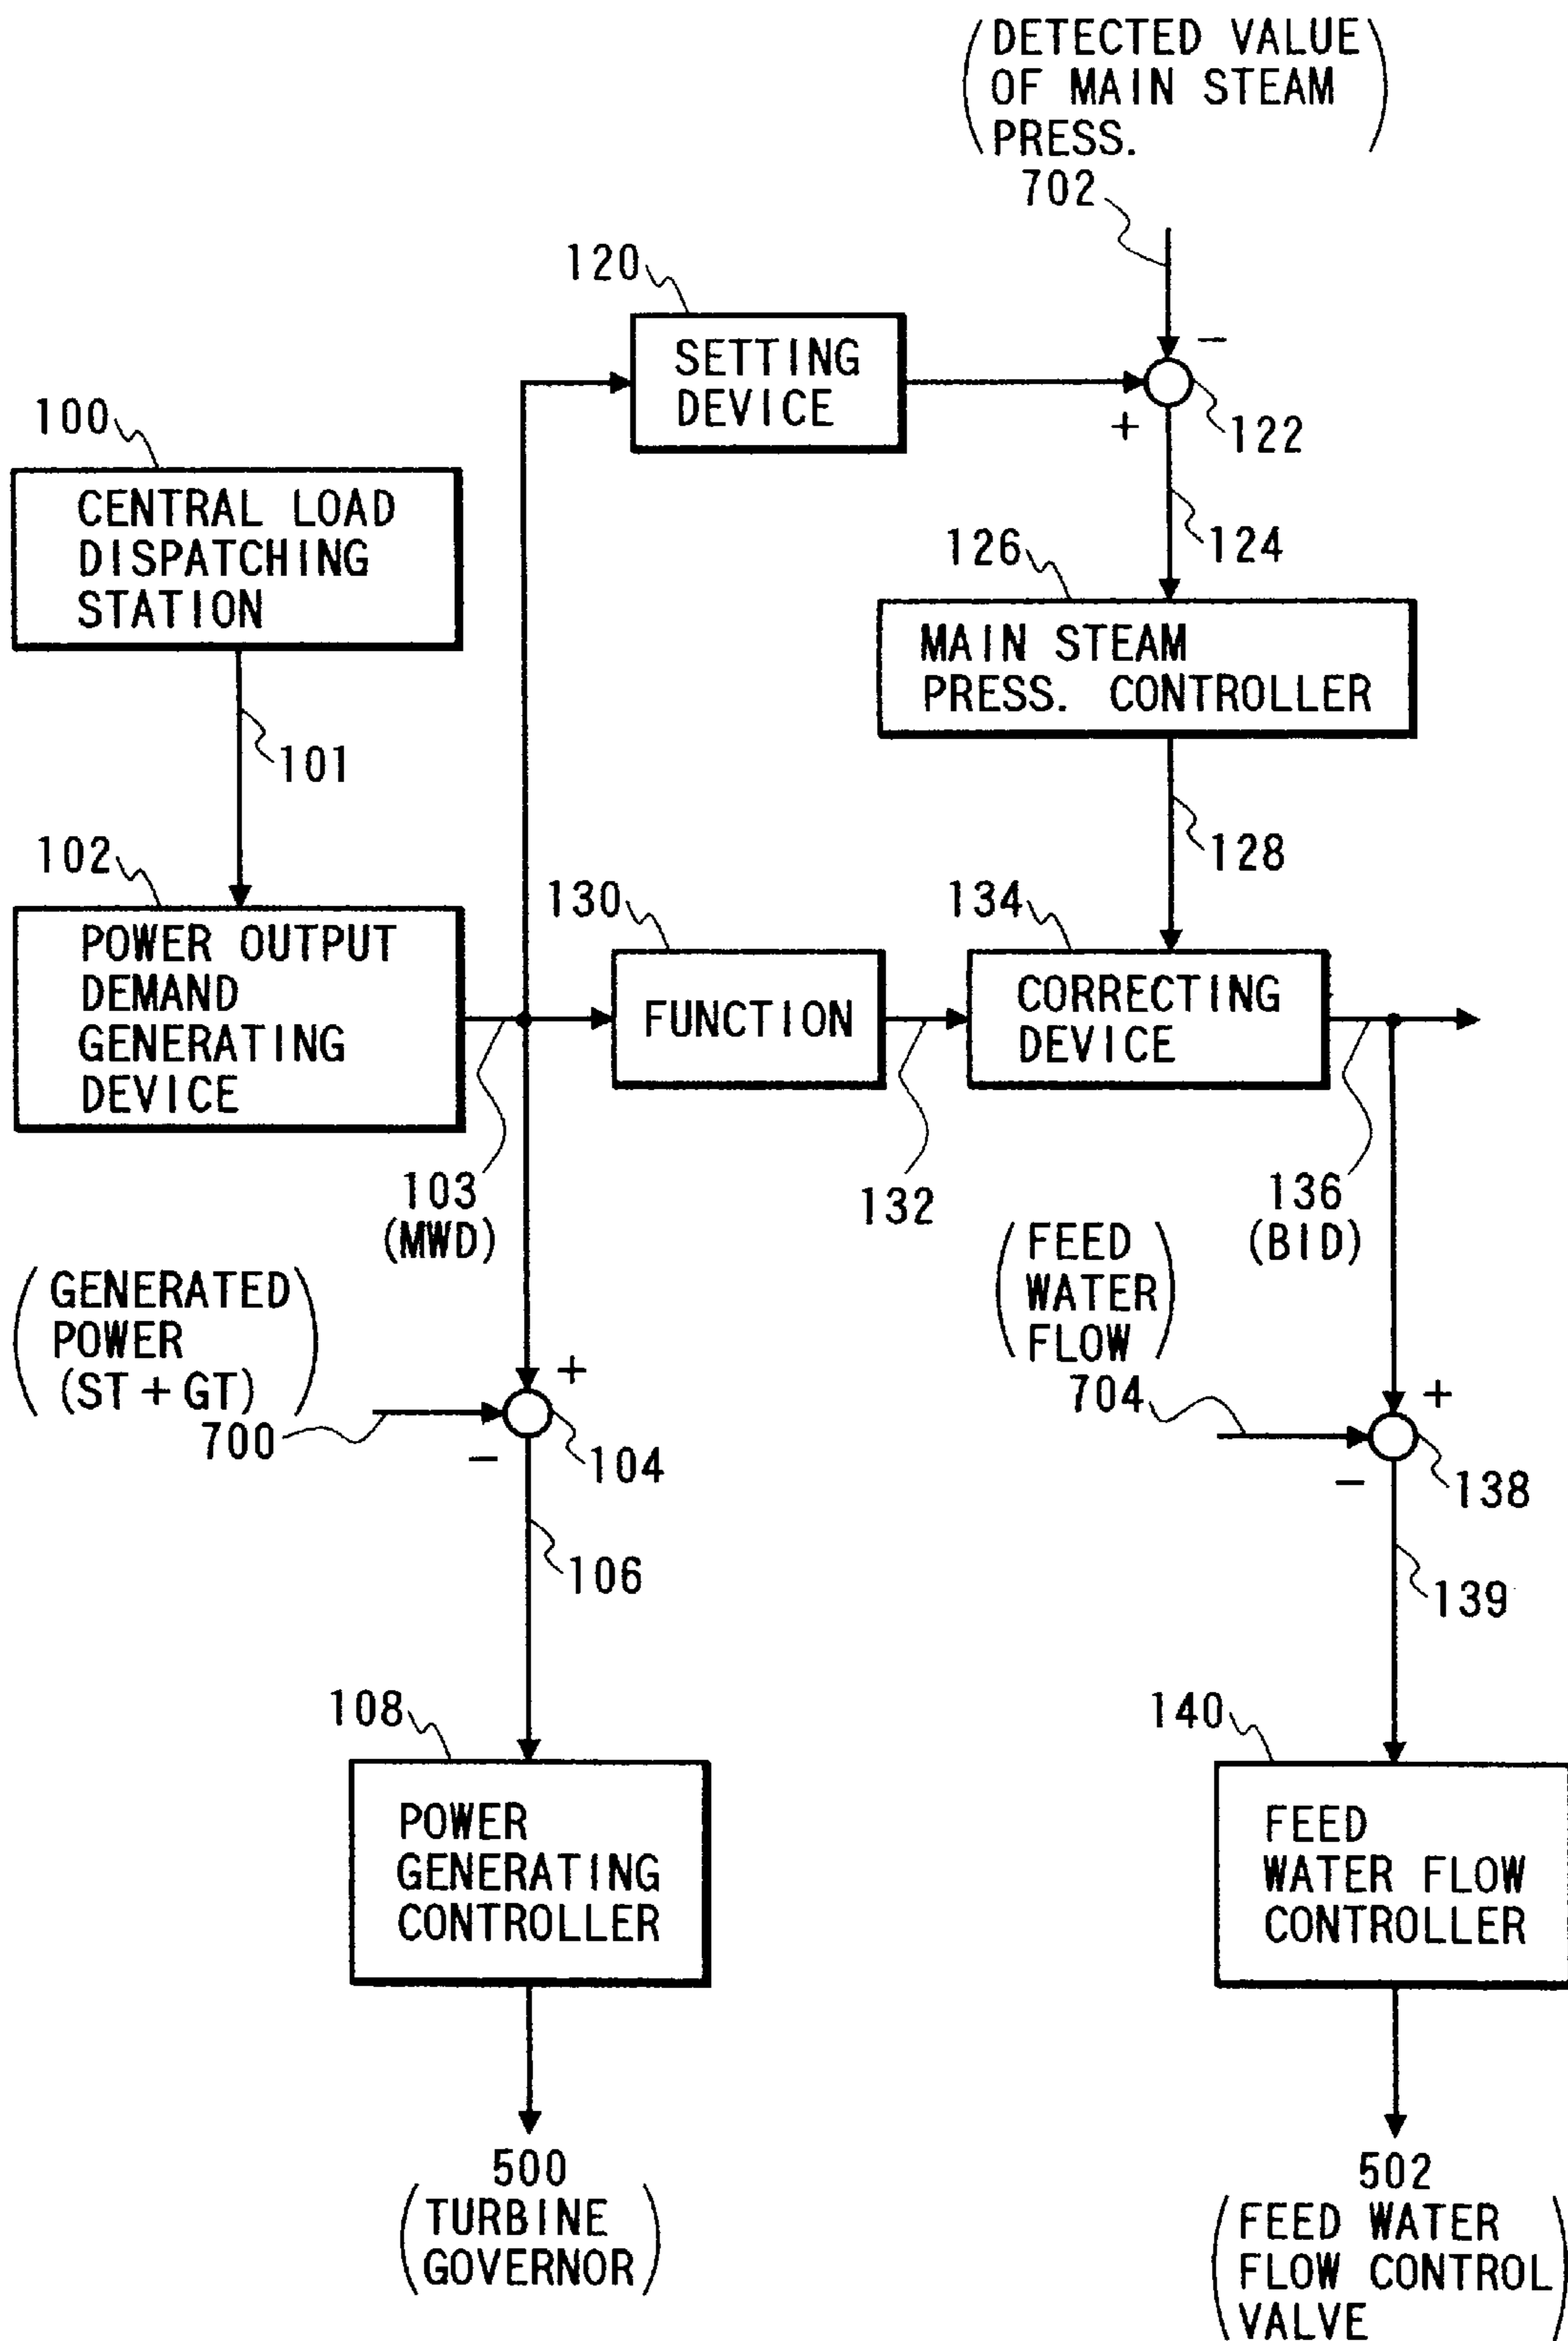 (DETECTED VALUE
OF MAIN STEAM
PRESS.)
702
120
SETTING
DEVICE
−
+
122
100
CENTRAL LOAD
DISPATCHING
STATION
124
126
MAIN STEAM
PRESS. CONTROLLER
101
128
102
POWER OUTPUT
DEMAND
GENERATING
DEVICE
130
FUNCTION
134
CORRECTING
DEVICE
103
(MWD)
132
136
(BID)
(GENERATED
POWER
(ST+GT))
700
+
−
104
(FEED
WATER
FLOW)
704
+
−
138
106
139
108
POWER
GENERATING
CONTROLLER
140
FEED
WATER FLOW
CONTROLLER
500
(TURBINE
GOVERNOR)
502
(FEED WATER
FLOW CONTROL
VALVE